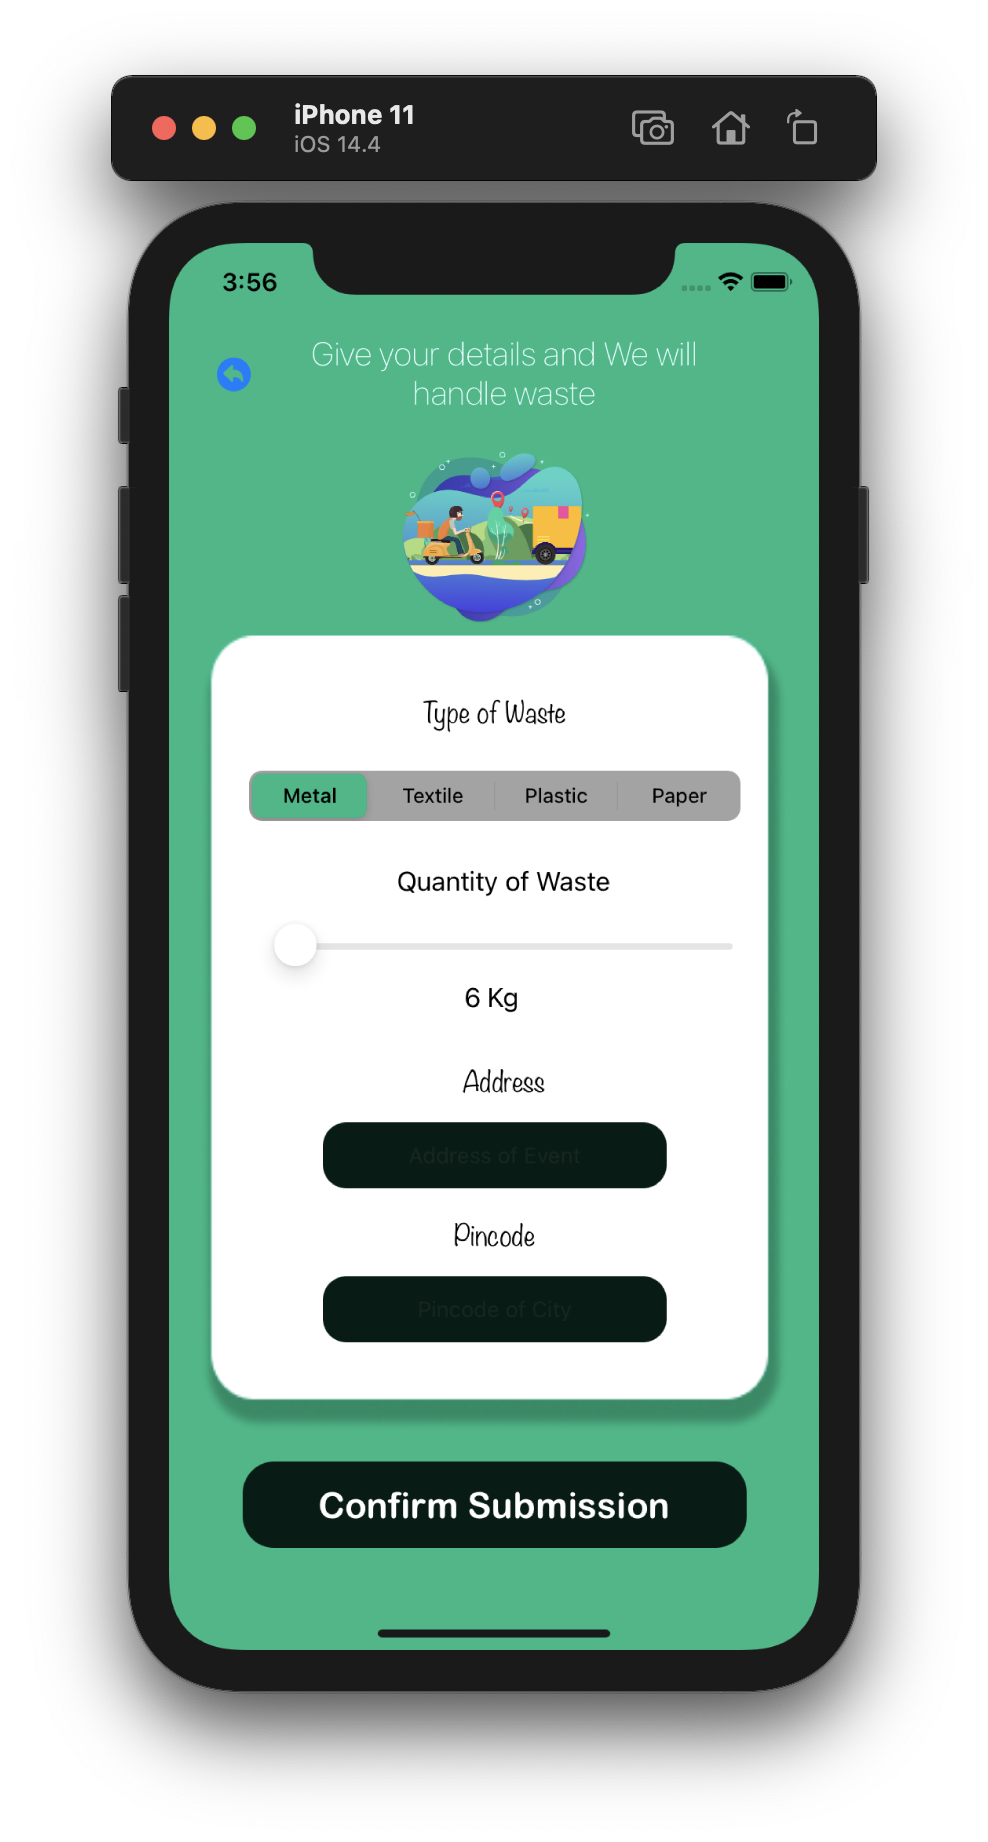 iPhone 11
iOS 14.4
3:56
Give your details and We will
handle waste
Type of Waste
Metal Textile Plastic Paper
Quantity of Waste
6 Kg
Address
Address of Event
Pincode
Pincode of City
Confirm Submission